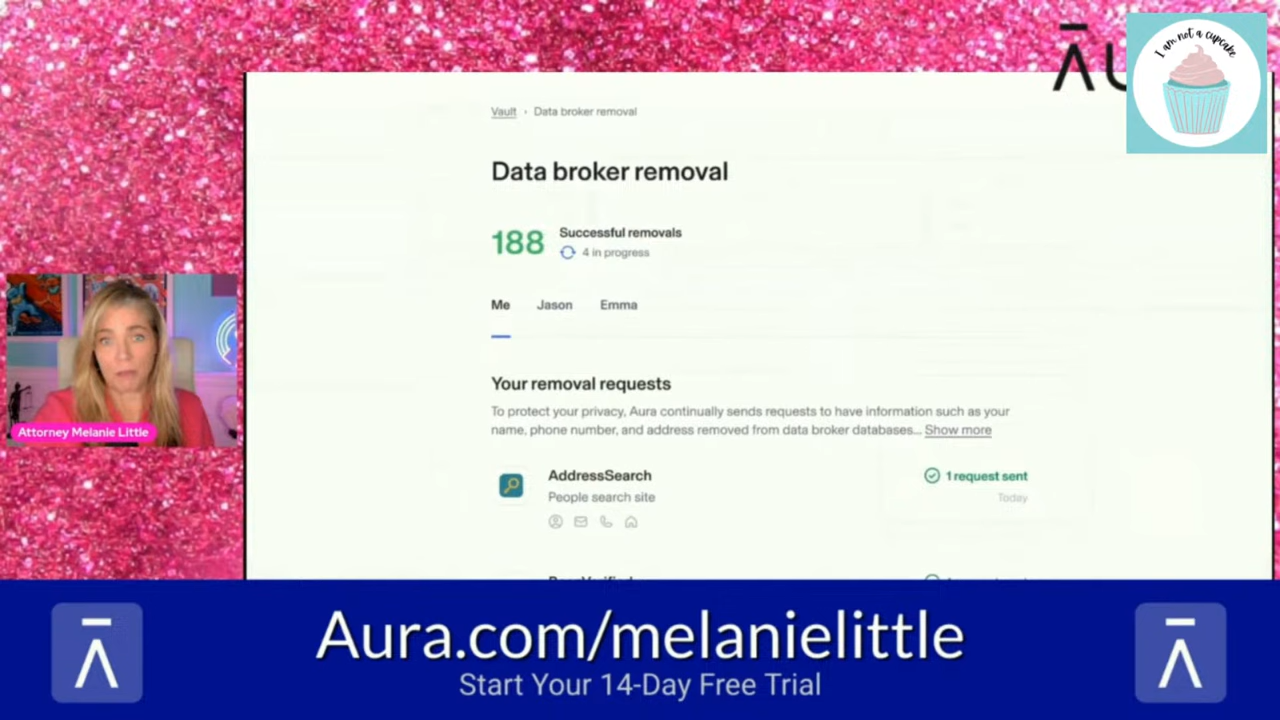 I am not a cupcake
Vault › Data broker removal
Data broker removal
188
Successful removals
4 in progress
Me Jason Emma
Your removal requests
To protect your privacy, Aura continually sends requests to have information such as your
name, phone number, and address removed from data broker databases... Show more
AddressSearch
1 request sent
People search site
Today
Attorney Melanie Little
Aura.com/melanielittle
Start Your 14-Day Free Trial